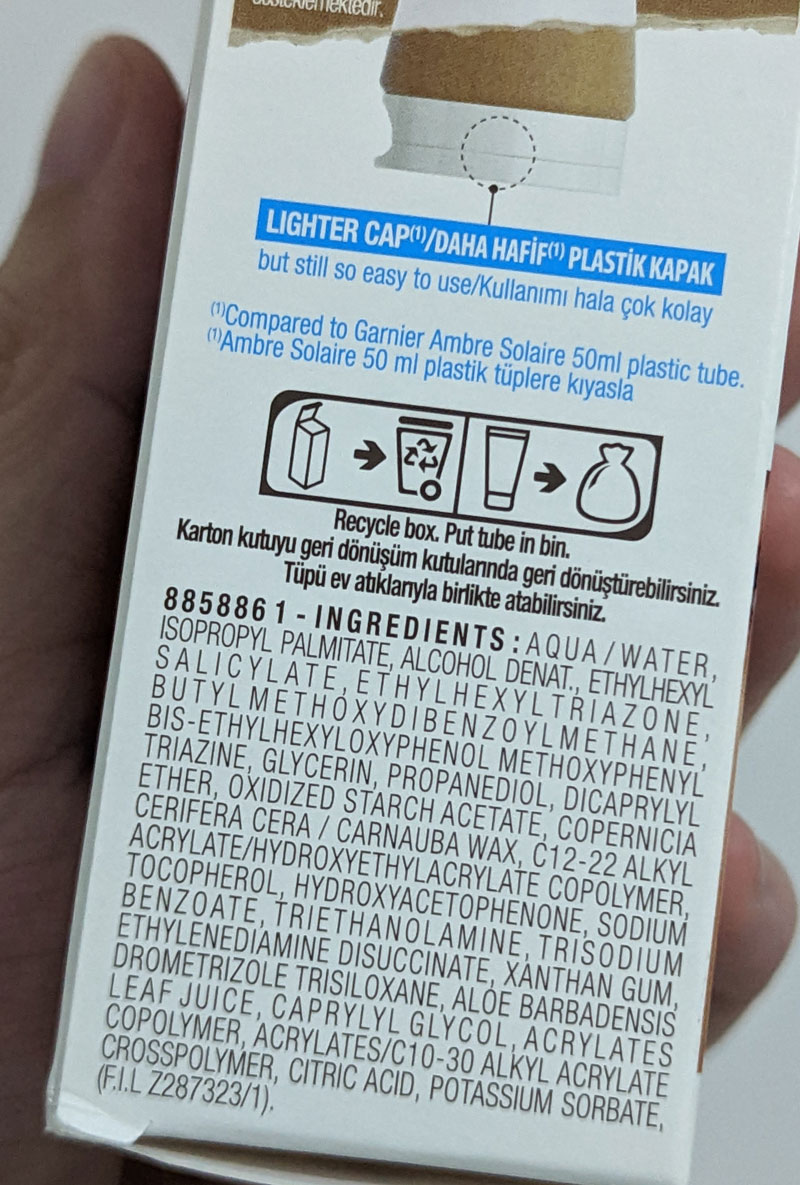 LIGHTER CAP⁽¹⁾/DAHA HAFİF⁽¹⁾ PLASTİK KAPAK
but still so easy to use/Kullanımı hala çok kolay
⁽¹⁾Compared to Garnier Ambre Solaire 50ml plastic tube.
⁽¹⁾Ambre Solaire 50 ml plastik tüplere kıyasla
Recycle box. Put tube in bin.
Karton kutuyu geri dönüşüm kutularında geri dönüştürebilirsiniz.
Tüpü ev atıklarıyla birlikte atabilirsiniz.
885886 1 - INGREDIENTS : AQUA / WATER,
ISOPROPYL PALMITATE, ALCOHOL DENAT., ETHYLHEXYL
SALICYLATE, ETHYLHEXYL TRIAZONE,
BUTYL METHOXYDIBENZOYLMETHANE,
BIS-ETHYLHEXYLOXYPHENOL METHOXYPHENYL
TRIAZINE, GLYCERIN, PROPANEDIOL, DICAPRYLYL
ETHER, OXIDIZED STARCH ACETATE, COPERNICIA
CERIFERA CERA / CARNAUBA WAX, C12-22 ALKYL
ACRYLATE/HYDROXYETHYLACRYLATE COPOLYMER,
TOCOPHEROL, HYDROXYACETOPHENONE, SODIUM
BENZOATE, TRIETHANOLAMINE, TRISODIUM
ETHYLENEDIAMINE DISUCCINATE, XANTHAN GUM,
DROMETRIZOLE TRISILOXANE, ALOE BARBADENSIS
LEAF JUICE, CAPRYLYL GLYCOL, ACRYLATES
COPOLYMER, ACRYLATES/C10-30 ALKYL ACRYLATE
CROSSPOLYMER, CITRIC ACID, POTASSIUM SORBATE,
(F.I.L Z287323/1).